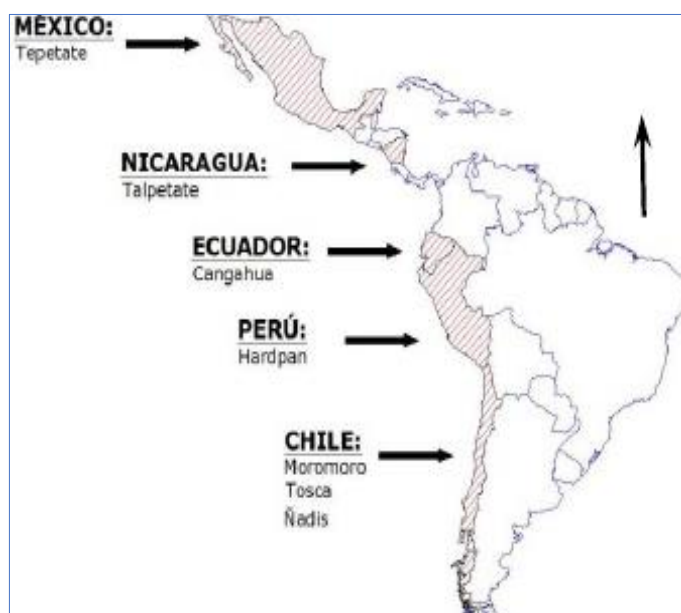 MÉXICO:
Tepetate
NICARAGUA:
Talpetate
ECUADOR:
Cangahua
PERÚ:
Hardpan
CHILE:
Moromoro
Tosca
Ñadis